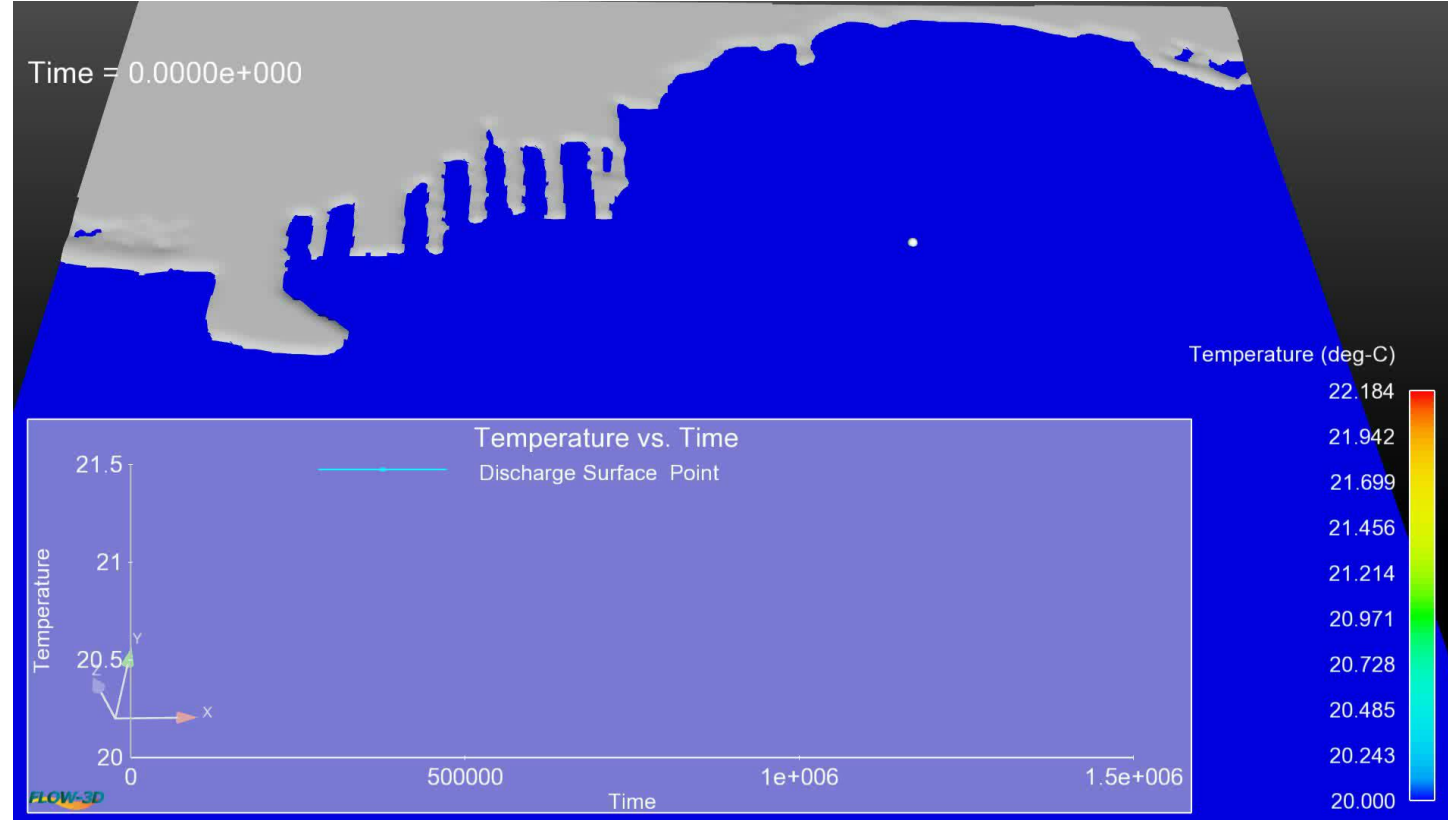 Time = 0.0000e+000
Temperature (deg-C)
22.184
21.942
21.699
21.456
21.214
20.971
20.728
20.485
20.243
20.000
Temperature vs. Time
Discharge Surface Point
21.5
21
20.5
20
Temperature
Y
Z
X
0
500000
1e+006
1.5e+006
Time
FLOW-3D